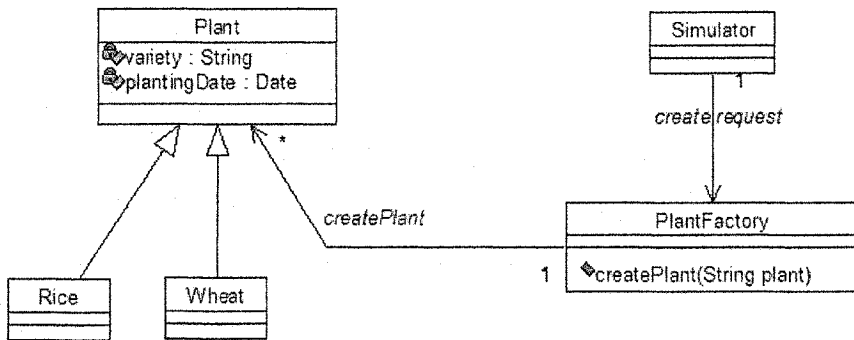 Plant
variety : String
plantingDate : Date
Simulator
1
create request
*
createPlant
PlantFactory
1
createPlant(String plant)
Rice
Wheat